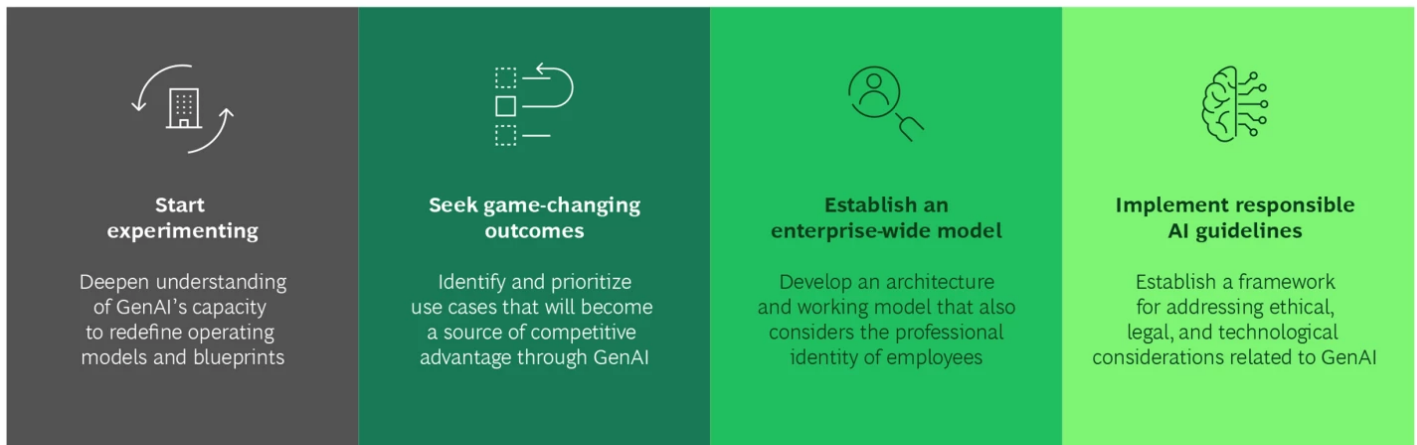 Start
experimenting
Deepen understanding
of GenAI's capacity
to redefine operating
models and blueprints
Seek game-changing
outcomes
Identify and prioritize
use cases that will become
a source of competitive
advantage through GenAI
Establish an
enterprise-wide model
Develop an architecture
and working model that also
considers the professional
identity of employees
Implement responsible
AI guidelines
Establish a framework
for addressing ethical,
legal, and technological
considerations related to GenAI